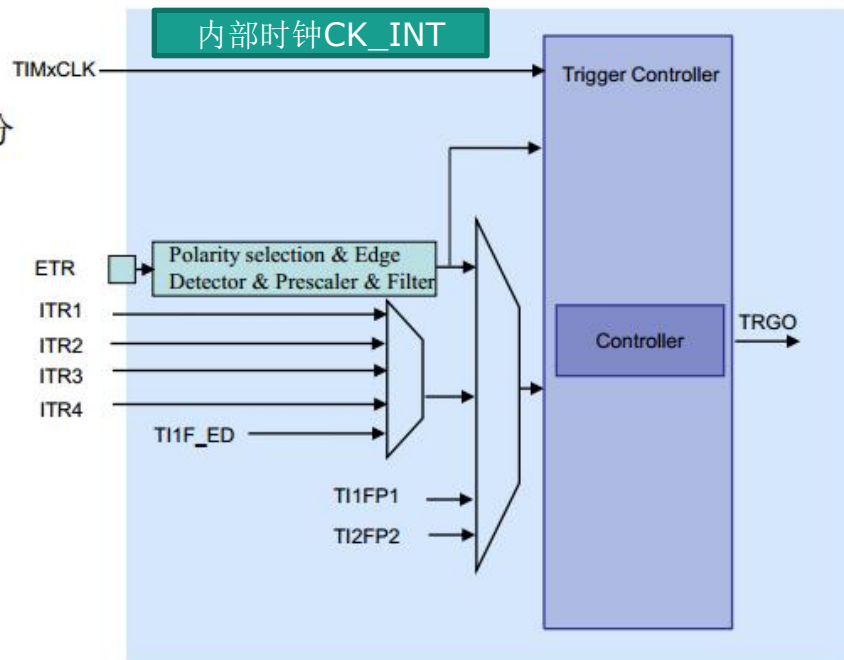 内部时钟CK_INT
TIMxCLK
Trigger Controller
分
Polarity selection & Edge
Detector & Prescaler & Filter
ETR
ITR1
ITR2
ITR3
ITR4
TI1F_ED
Controller
TRGO
TI1FP1
TI2FP2